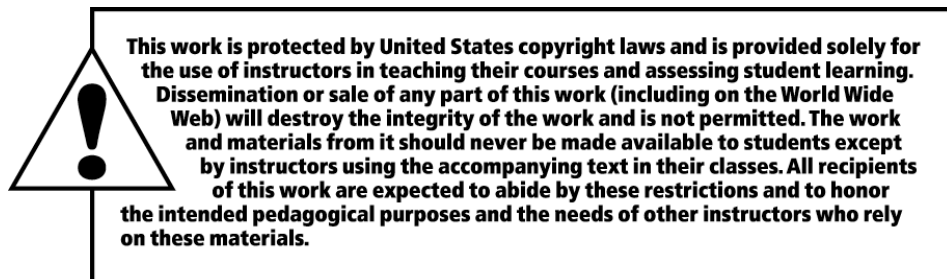 This work is protected by United States copyright laws and is provided solely for
the use of instructors in teaching their courses and assessing student learning.
Dissemination or sale of any part of this work (including on the World Wide
Web) will destroy the integrity of the work and is not permitted. The work
and materials from it should never be made available to students except
by instructors using the accompanying text in their classes. All recipients
of this work are expected to abide by these restrictions and to honor
the intended pedagogical purposes and the needs of other instructors who rely
on these materials.